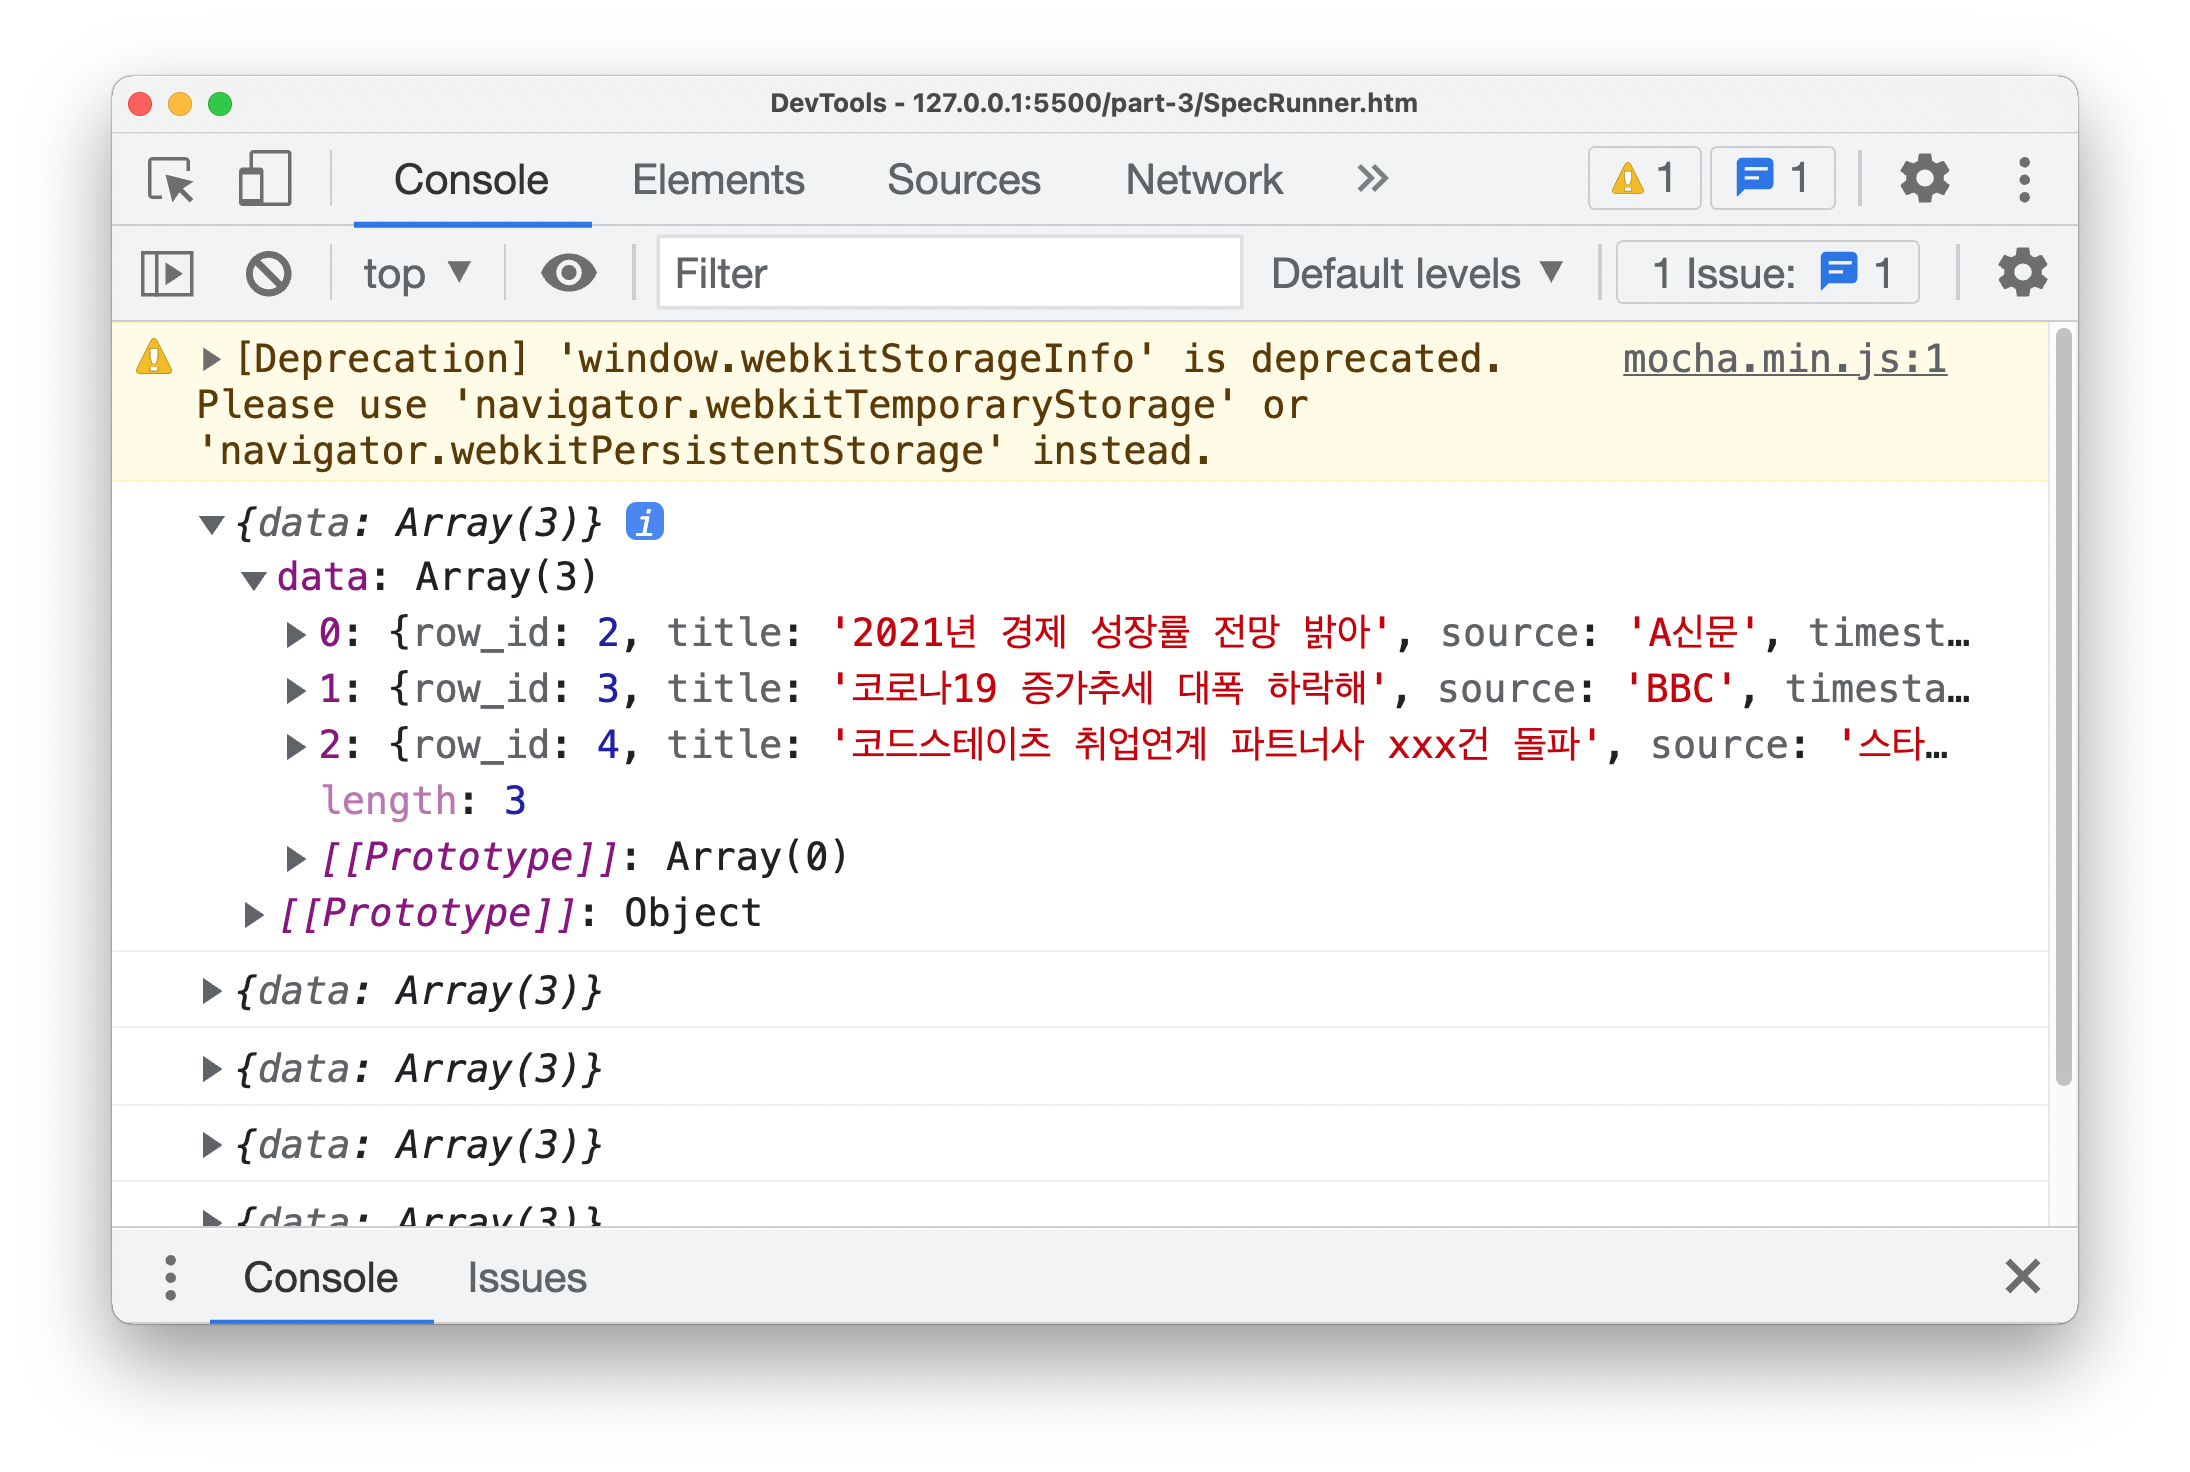 DevTools - 127.0.0.1:5500/part-3/SpecRunner.htm
Console Elements Sources Network 1 1
top Filter Default levels 1 Issue: 1
[Deprecation] 'window.webkitStorageInfo' is deprecated. mocha.min.js:1
Please use 'navigator.webkitTemporaryStorage' or
'navigator.webkitPersistentStorage' instead.
{data: Array(3)} i
data: Array(3)
0: {row_id: 2, title: '2021년 경제 성장률 전망 밝아', source: 'A신문', timest…
1: {row_id: 3, title: '코로나19 증가추세 대폭 하락해', source: 'BBC', timesta…
2: {row_id: 4, title: '코드스테이츠 취업연계 파트너사 xxx건 돌파', source: '스타…
length: 3
[[Prototype]]: Array(0)
[[Prototype]]: Object
{data: Array(3)}
{data: Array(3)}
{data: Array(3)}
{data: Array(3)}
Console Issues